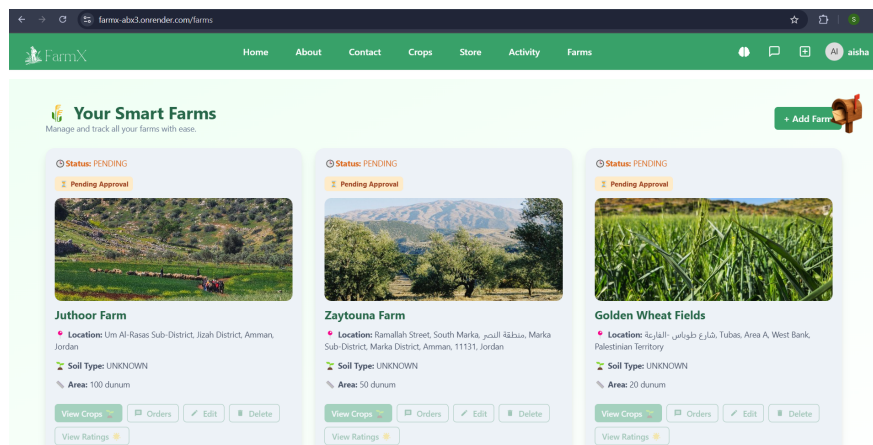 farmx-abx3.onrender.com/farms
S
FarmX
Home About Contact Crops Store Activity Farms
AI aisha
Your Smart Farms
Manage and track all your farms with ease.
+ Add Farm
Status: PENDING
Pending Approval
Juthoor Farm
Location: Um Al-Rasas Sub-District, Jizah District, Amman,
Jordan
Soil Type: UNKNOWN
Area: 100 dunum
View Crops Orders Edit Delete
View Ratings
Status: PENDING
Pending Approval
Zaytouna Farm
Location: Ramallah Street, South Marka, منطقة النصر, Marka
Sub-District, Marka District, Amman, 11131, Jordan
Soil Type: UNKNOWN
Area: 50 dunum
View Crops Orders Edit Delete
View Ratings
Status: PENDING
Pending Approval
Golden Wheat Fields
Location: شارع طوباس -الفارعة, Tubas, Area A, West Bank,
Palestinian Territory
Soil Type: UNKNOWN
Area: 20 dunum
View Crops Orders Edit Delete
View Ratings